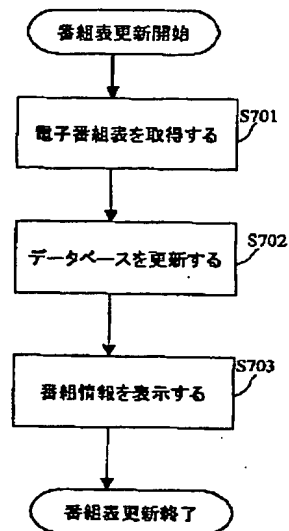 番組表更新開始
S701
電子番組表を取得する
S702
データベースを更新する
S703
番組情報を表示する
番組表更新終了